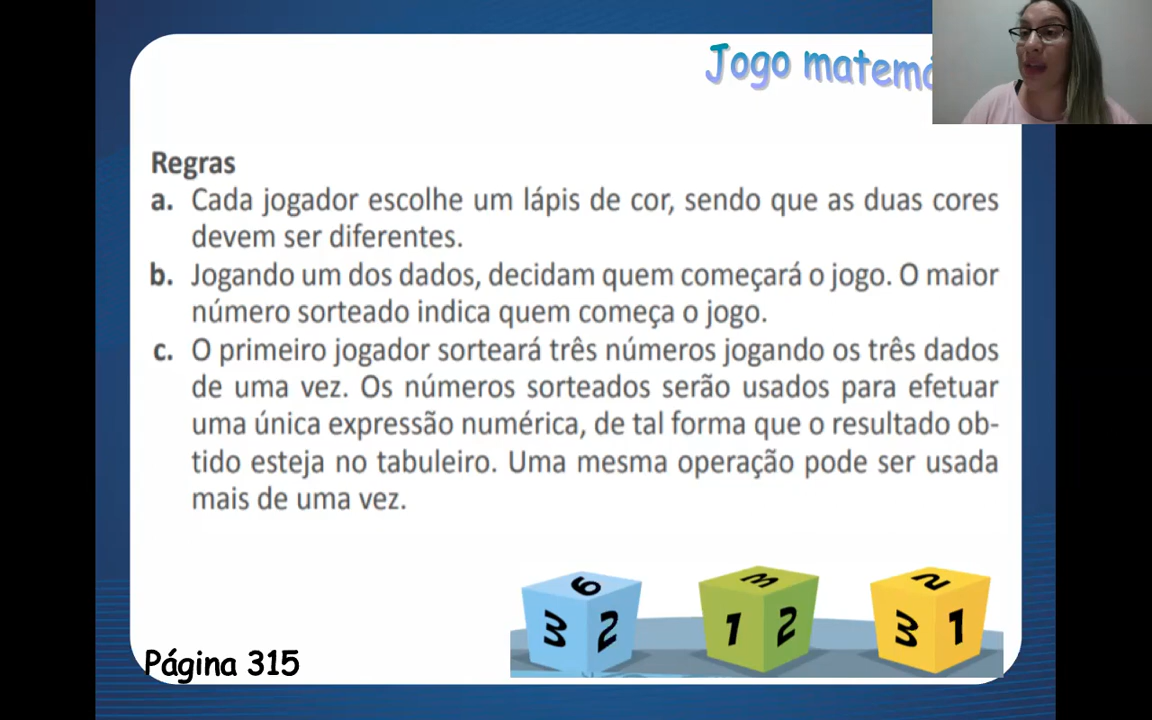 Jogo matemá
Regras
a. Cada jogador escolhe um lápis de cor, sendo que as duas cores
devem ser diferentes.
b. Jogando um dos dados, decidam quem começará o jogo. O maior
número sorteado indica quem começa o jogo.
c. O primeiro jogador sorteará três números jogando os três dados
de uma vez. Os números sorteados serão usados para efetuar
uma única expressão numérica, de tal forma que o resultado ob-
tido esteja no tabuleiro. Uma mesma operação pode ser usada
mais de uma vez.
6 3 2
3 1 2
2 3 1
Página 315